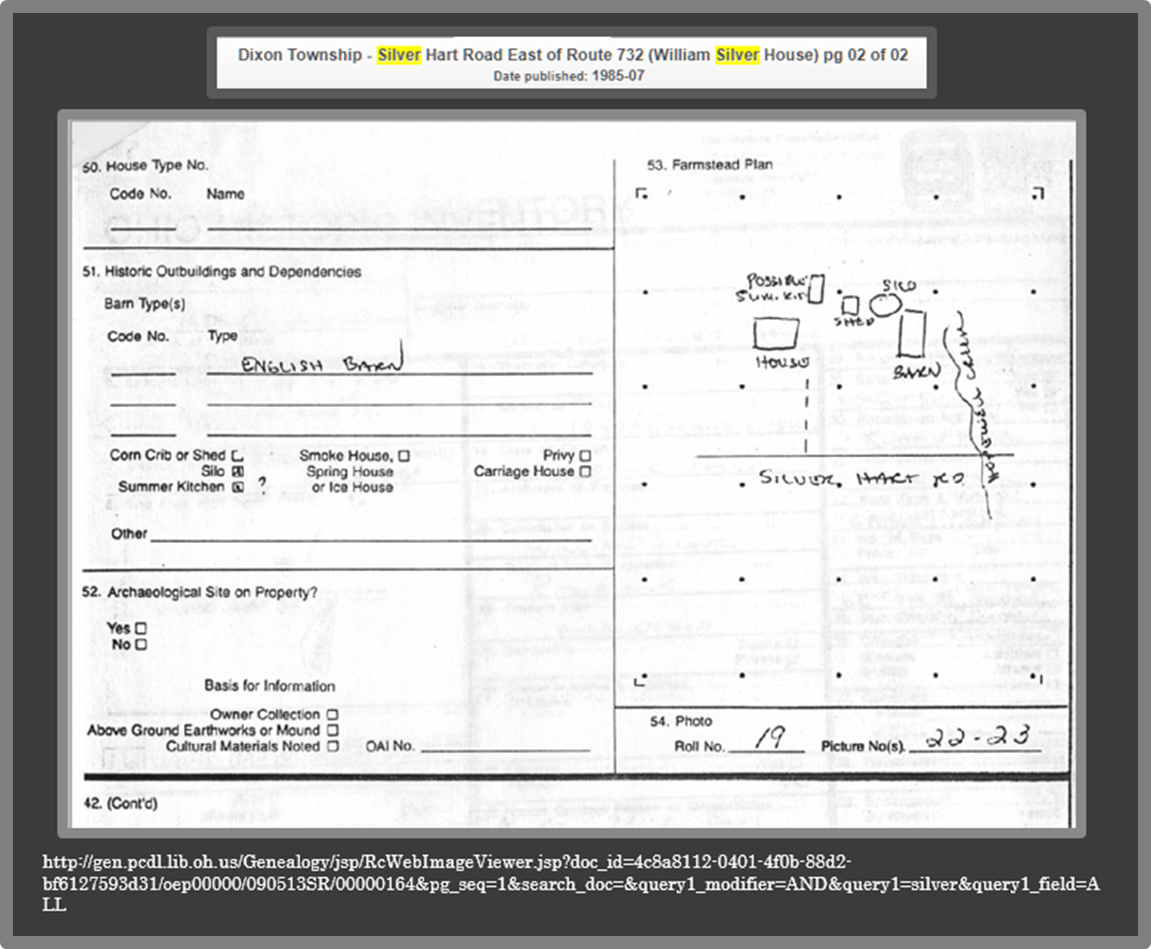 Dixon Township - Silver Hart Road East of Route 732 (William Silver House) pg 02 of 02
Date published: 1985-07
50. House Type No.
Code No. Name
51. Historic Outbuildings and Dependencies
Barn Type(s)
Code No. Type
ENGLISH BARN
Corn Crib or Shed
Silo
Summer Kitchen ?
Smoke House,
Spring House
or Ice House
Privy
Carriage House
Other
52. Archaeological Site on Property?
Yes
No
Basis for Information
Owner Collection
Above Ground Earthworks or Mound
Cultural Materials Noted OAI No.
53. Farmstead Plan
POSSIBLE
SUM. KIT
SHED
SILO
HOUSE
BARN
HOPEWELL CREEK
SILVER, HART RD
54. Photo
Roll No. 19 Picture No(s). 22-23
42. (Cont'd)
http://gen.pcdl.lib.oh.us/Genealogy/jsp/RcWebImageViewer.jsp?doc_id=4c8a8112-0401-4f0b-88d2-
bf6127593d31/oep00000/090513SR/00000164&pg_seq=1&search_doc=&query1_modifier=AND&query1=silver&query1_field=A
LL